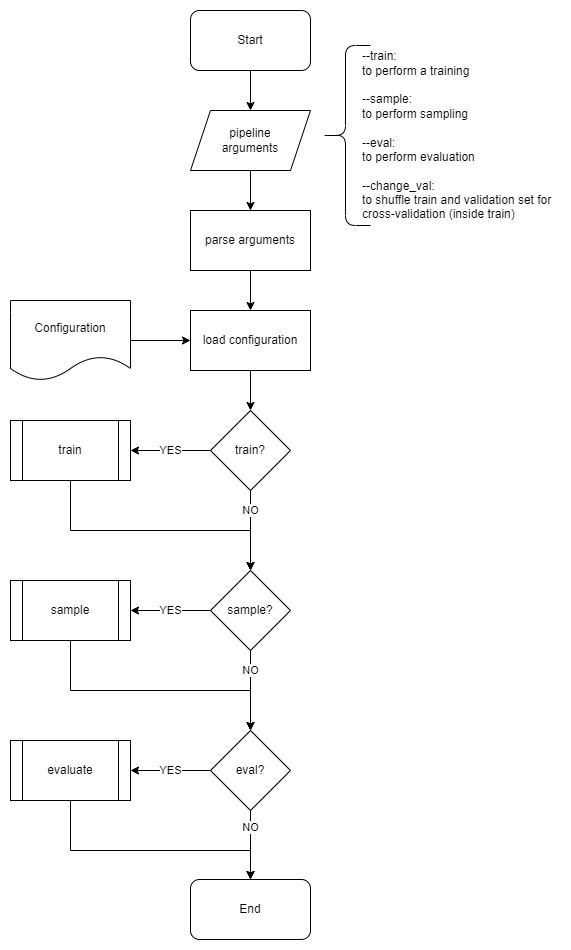 Start
pipeline
arguments
--train:
to perform a training
--sample:
to perform sampling
--eval:
to perform evaluation
--change_val:
to shuffle train and validation set for
cross-validation (inside train)
parse arguments
Configuration
load configuration
train
YES
train?
NO
sample
YES
sample?
NO
evaluate
YES
eval?
NO
End